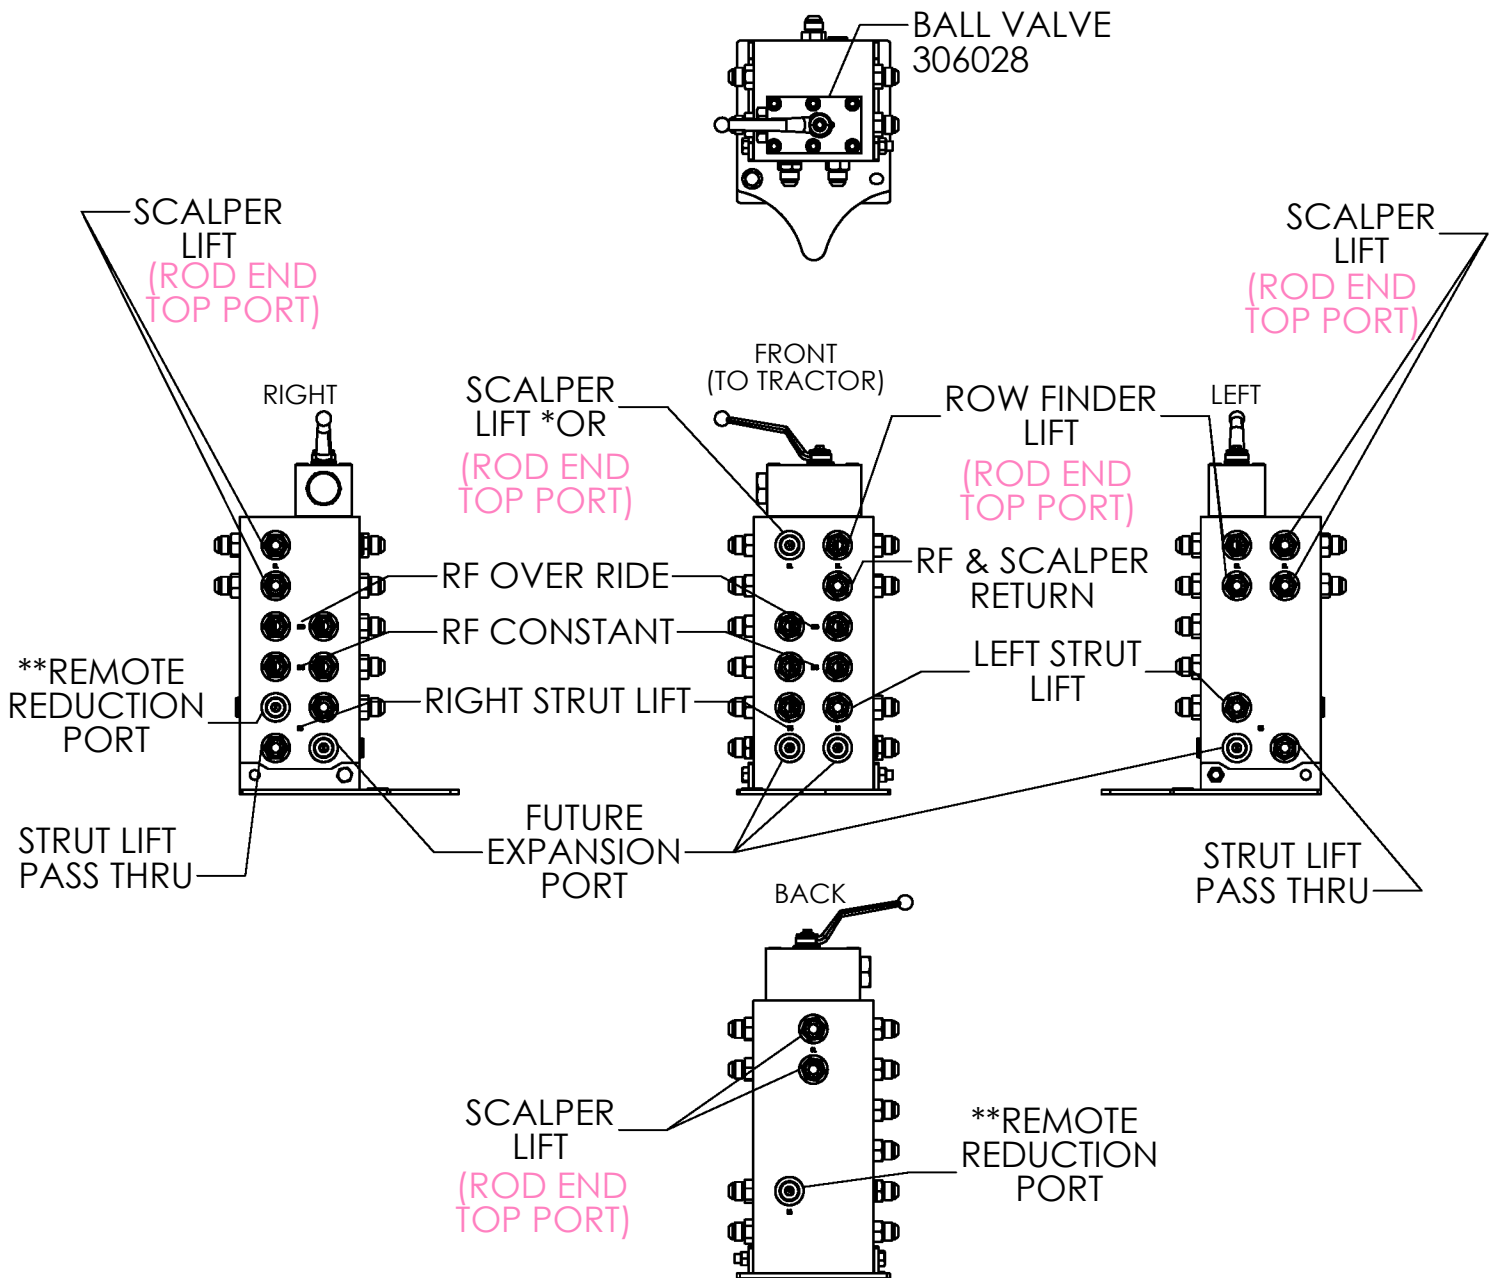 BALL VALVE
306028
SCALPER
LIFT
(ROD END
TOP PORT)
SCALPER
LIFT
(ROD END
TOP PORT)
RIGHT
SCALPER
LIFT *OR
(ROD END
TOP PORT)
FRONT
(TO TRACTOR)
ROW FINDER
LIFT
(ROD END
TOP PORT)
LEFT
RF OVER RIDE
RF & SCALPER
RETURN
RF CONSTANT
**REMOTE
REDUCTION
PORT
RIGHT STRUT LIFT
LEFT STRUT
LIFT
STRUT LIFT
PASS THRU
FUTURE
EXPANSION
PORT
STRUT LIFT
PASS THRU
BACK
SCALPER
LIFT
(ROD END
TOP PORT)
**REMOTE
REDUCTION
PORT